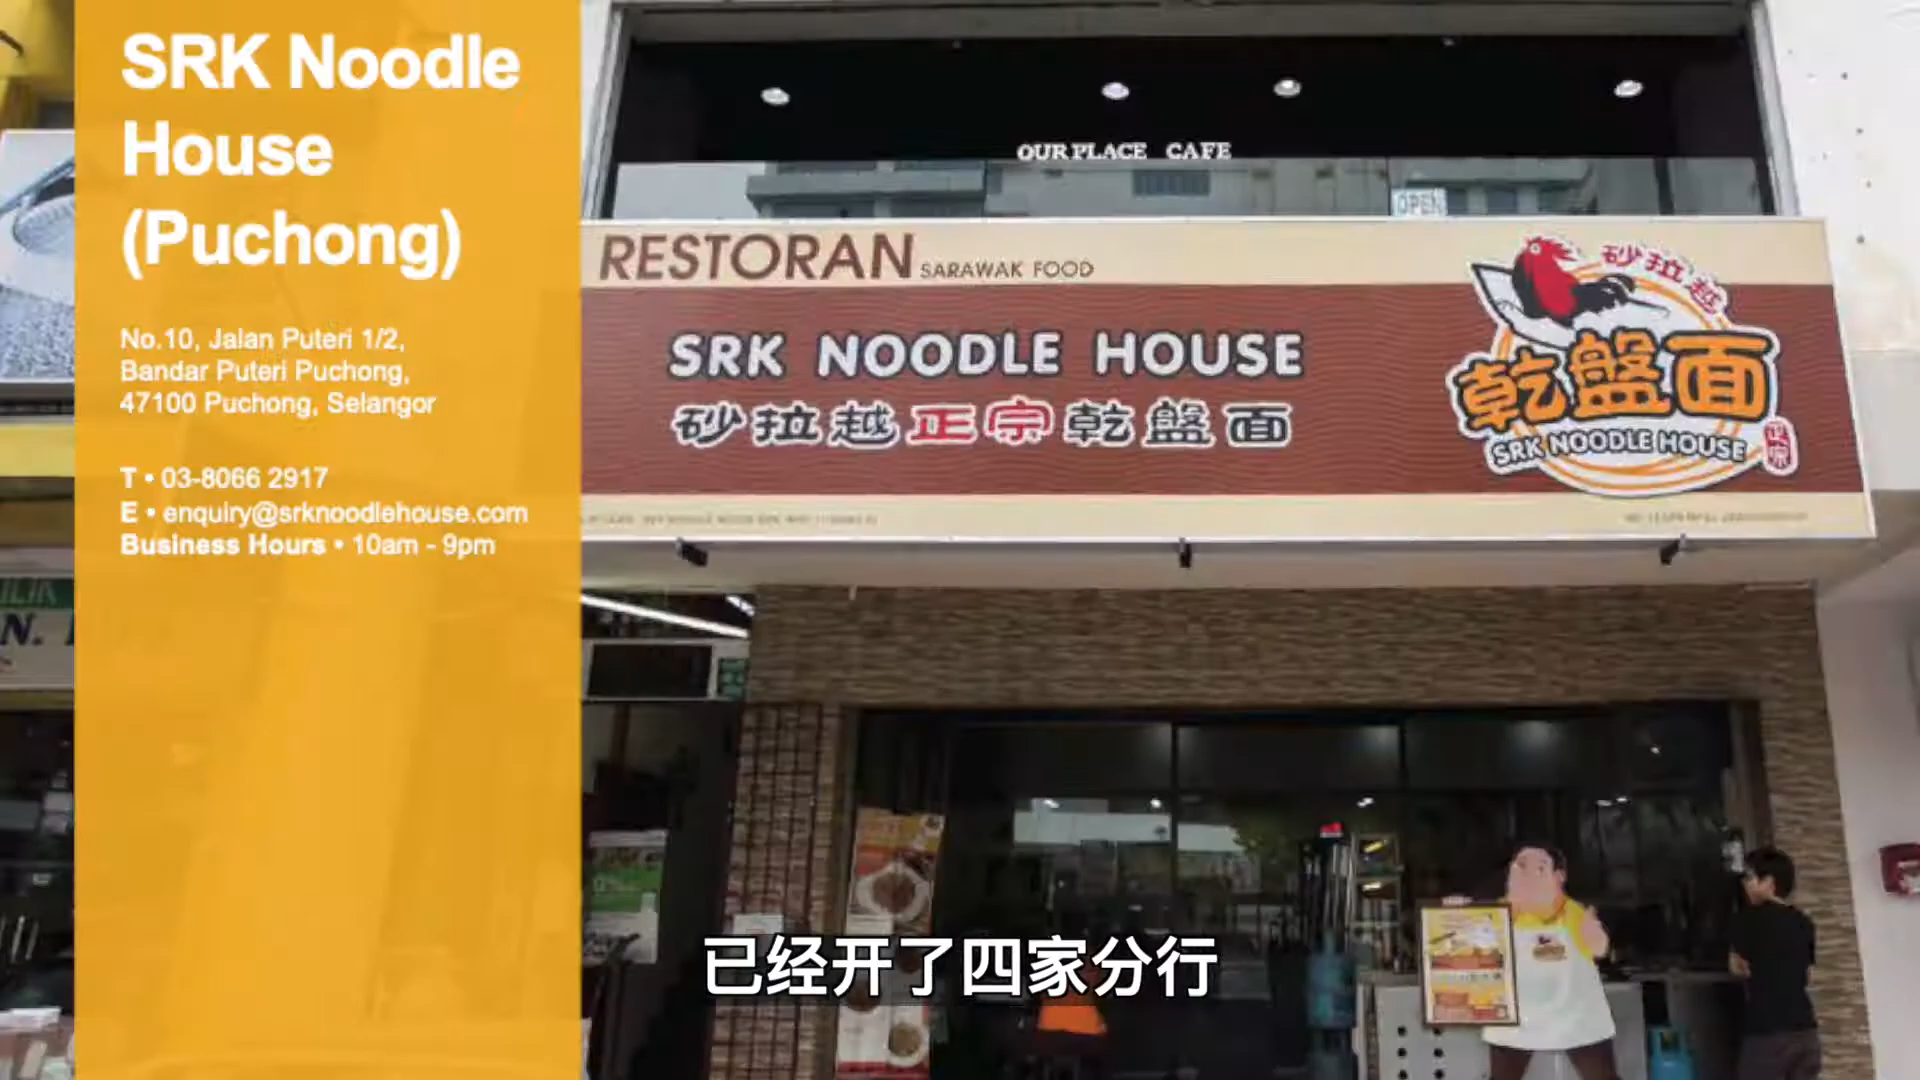 SRK Noodle
House
(Puchong)
No.10, Jalan Puteri 1/2,
Bandar Puteri Puchong,
47100 Puchong, Selangor
T • 03-8066 2917
E • enquiry@srknoodlehouse.com
Business Hours • 10am - 9pm
OUR PLACE CAFE
OPEN
RESTORAN SARAWAK FOOD
SRK NOODLE HOUSE
砂拉越正宗乾盤面
砂拉越
乾盤面
SRK NOODLE HOUSE
正宗
已经开了四家分行